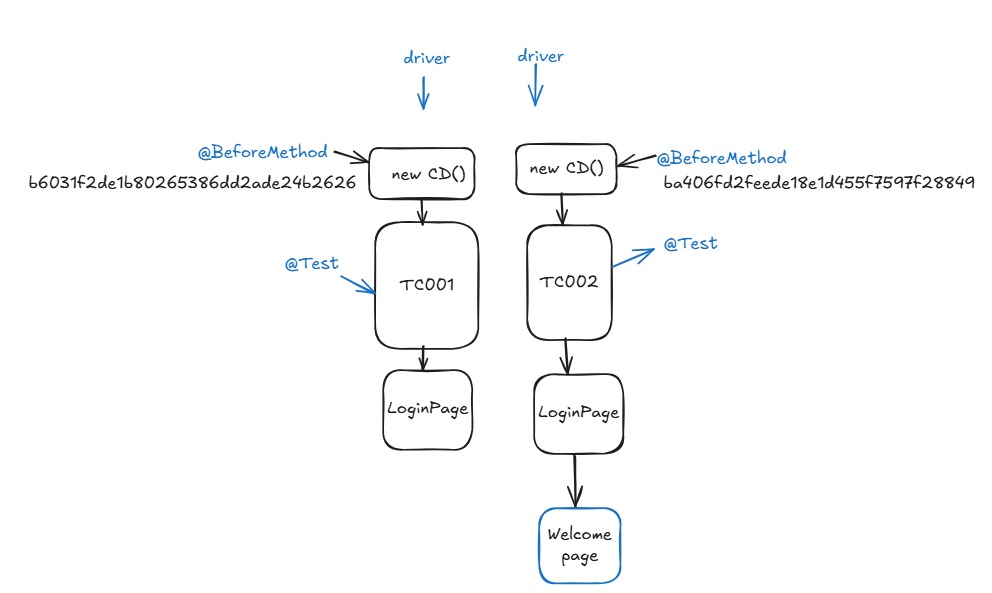 driver
driver
@BeforeMethod
new CD()
b6031f2de1b80265386dd2ade24b2626
new CD()
@BeforeMethod
ba406fd2feede18e1d455f7597f28849
@Test
TC001
TC002
@Test
LoginPage
LoginPage
Welcome
page